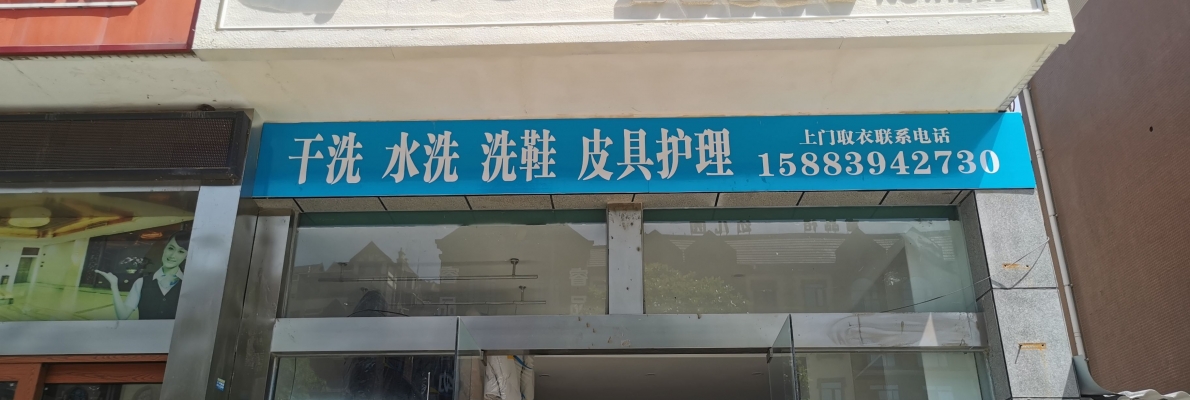 干洗 水洗 洗鞋 皮具护理
上门取衣联系电话
15883942730